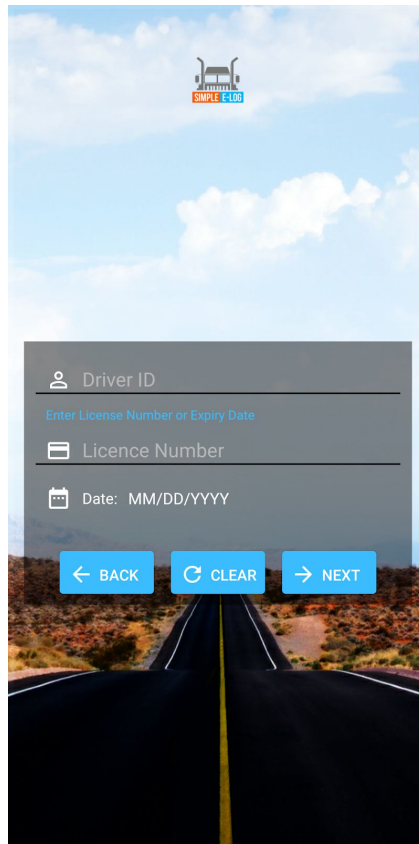 SIMPLE E-LOG
Driver ID
Enter License Number or Expiry Date
Licence Number
Date: MM/DD/YYYY
BACK CLEAR NEXT